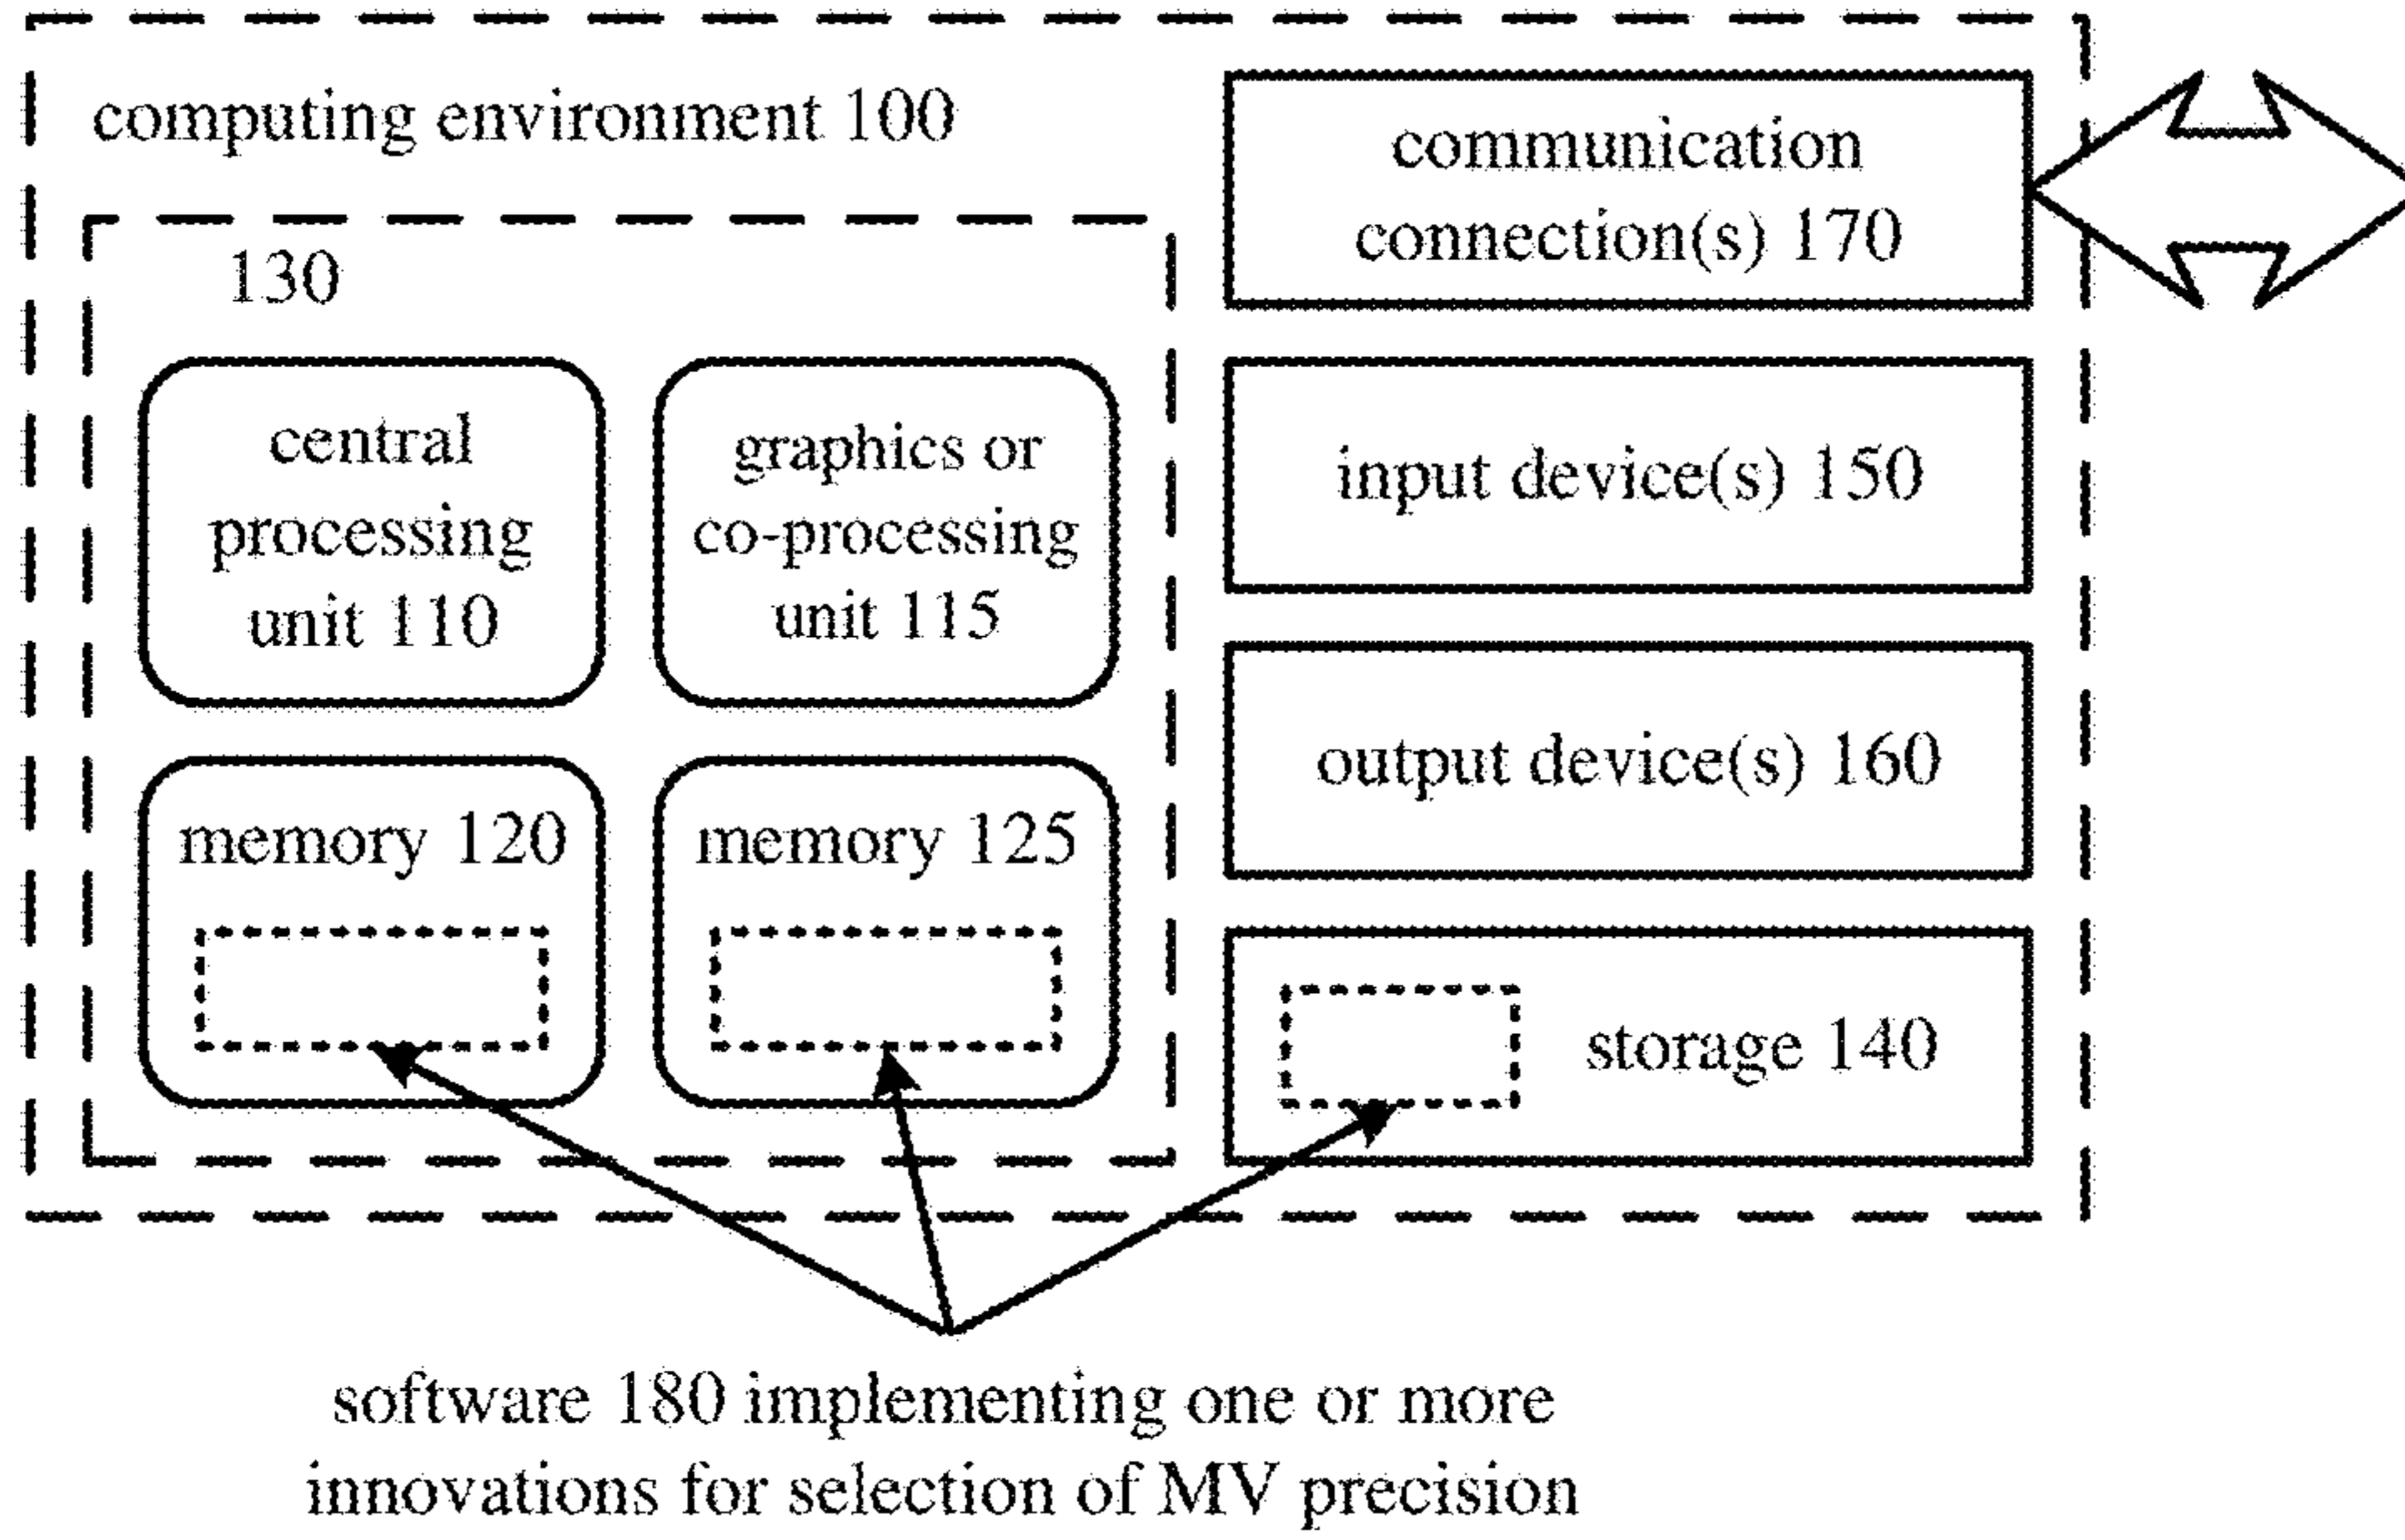 computing environment 100
130
central
processing
unit 110
graphics or
co-processing
unit 115
memory 120
memory 125
communication
connection(s) 170
input device(s) 150
output device(s) 160
storage 140
software 180 implementing one or more
innovations for selection of MV precision